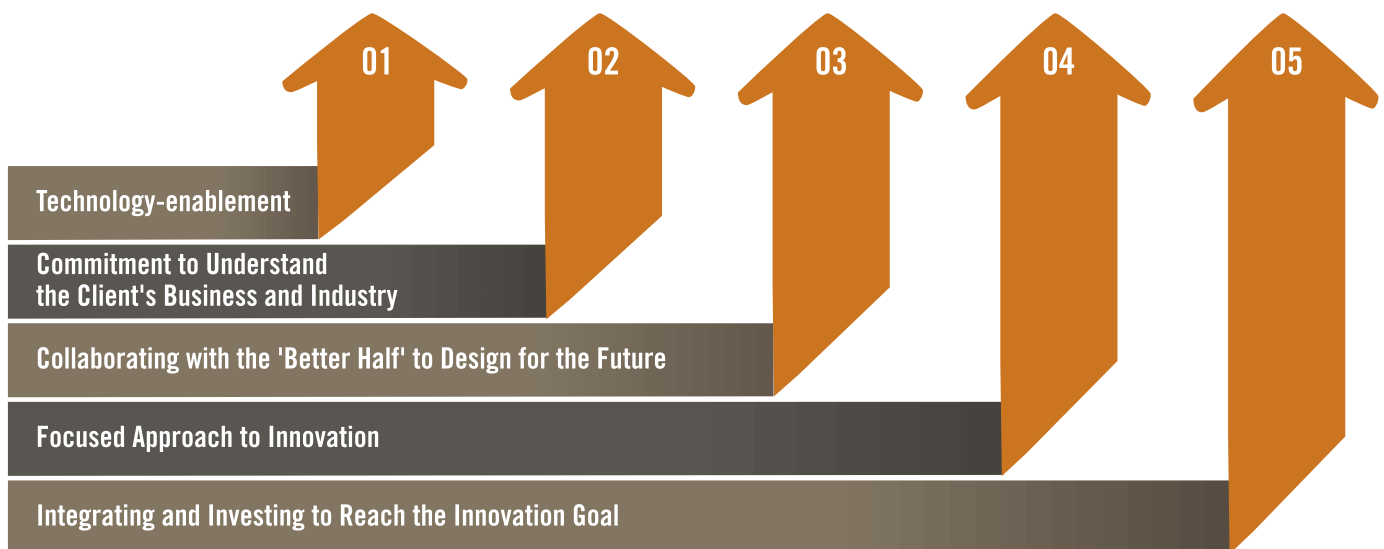 01
02
03
04
05
Technology-enablement
Commitment to Understand
the Client's Business and Industry
Collaborating with the 'Better Half' to Design for the Future
Focused Approach to Innovation
Integrating and Investing to Reach the Innovation Goal